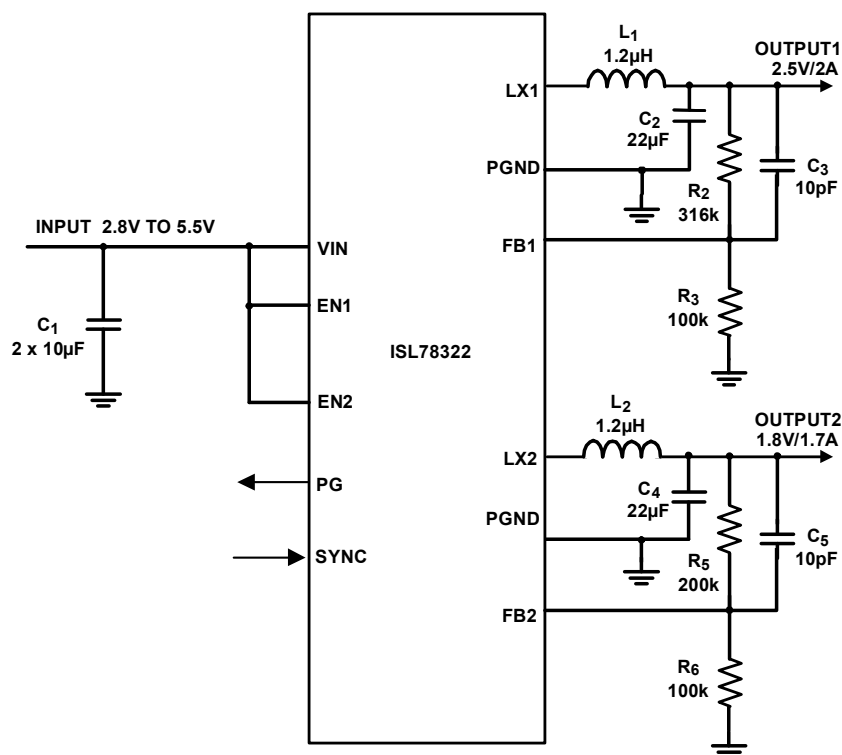 INPUT 2.8V TO 5.5V
C1
2 x 10µF
VIN
EN1
EN2
PG
SYNC
ISL78322
LX1
PGND
FB1
LX2
PGND
FB2
L1
1.2µH
OUTPUT1
2.5V/2A
C2
22µF
R2
316k
C3
10pF
R3
100k
L2
1.2µH
OUTPUT2
1.8V/1.7A
C4
22µF
R5
200k
C5
10pF
R6
100k